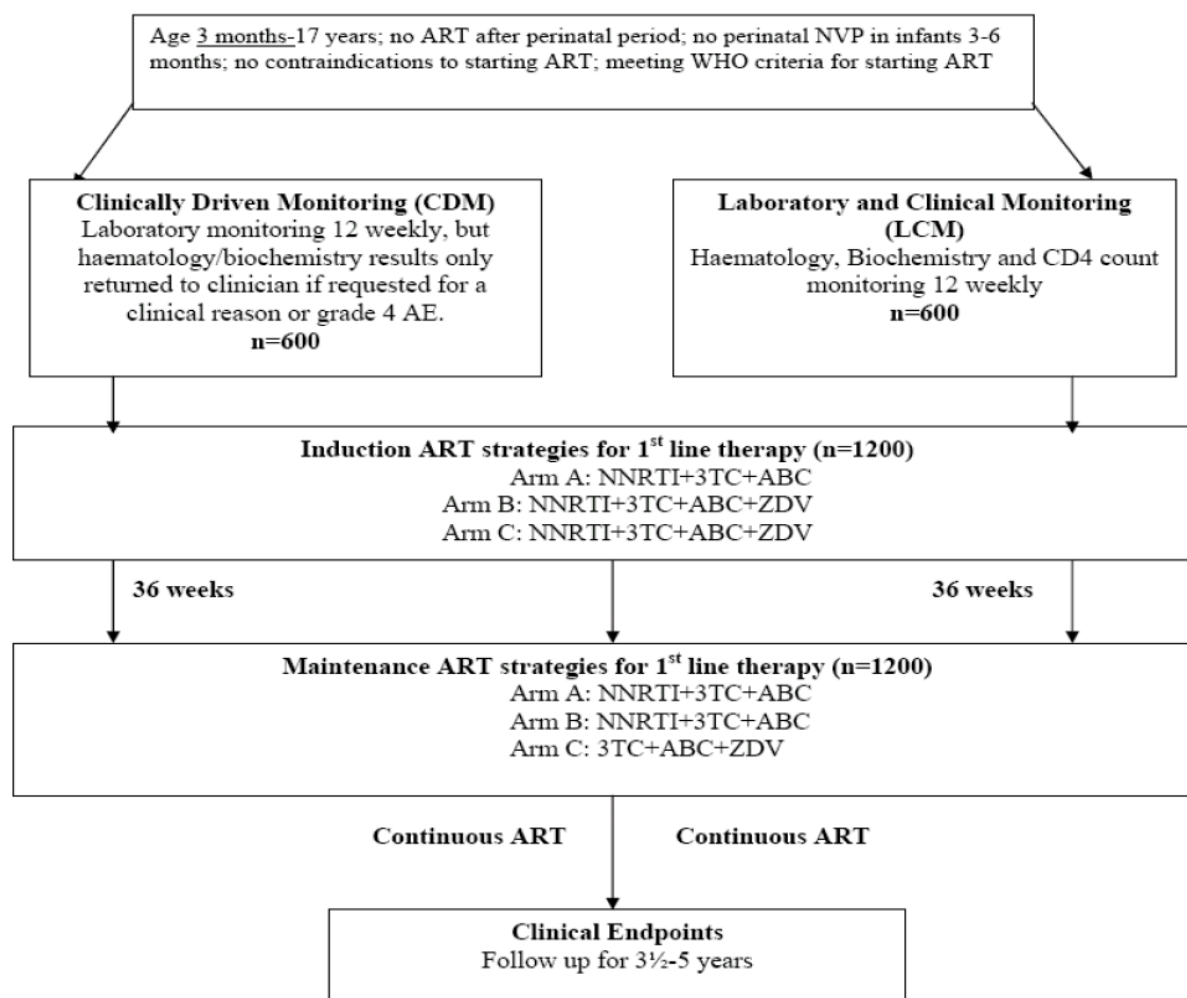 Age 3 months-17 years; no ART after perinatal period; no perinatal NVP in infants 3-6
months; no contraindications to starting ART; meeting WHO criteria for starting ART
Clinically Driven Monitoring (CDM)
Laboratory monitoring 12 weekly, but
haematology/biochemistry results only
returned to clinician if requested for a
clinical reason or grade 4 AE.
n=600
Laboratory and Clinical Monitoring
(LCM)
Haematology, Biochemistry and CD4 count
monitoring 12 weekly
n=600
Induction ART strategies for 1st line therapy (n=1200)
Arm A: NNRTI+3TC+ABC
Arm B: NNRTI+3TC+ABC+ZDV
Arm C: NNRTI+3TC+ABC+ZDV
36 weeks
36 weeks
Maintenance ART strategies for 1st line therapy (n=1200)
Arm A: NNRTI+3TC+ABC
Arm B: NNRTI+3TC+ABC
Arm C: 3TC+ABC+ZDV
Continuous ART
Continuous ART
Clinical Endpoints
Follow up for 3½-5 years